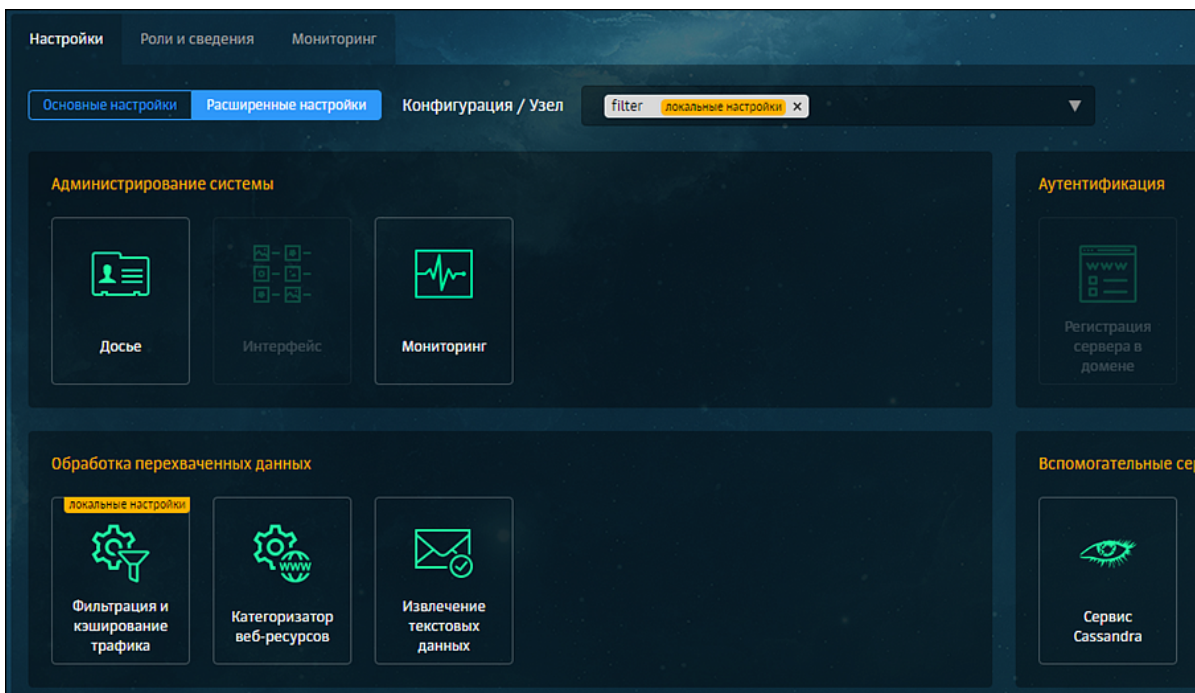 Настройки Роли и сведения Мониторинг
Основные настройки Расширенные настройки Конфигурация / Узел filter локальные настройки ×
Администрирование системы
Досье
Интерфейс
Мониторинг
Аутентификация
www
Регистрация
сервера в
домене
Обработка перехваченных данных
локальные настройки
Фильтрация и
кэширование
трафика
www
Категоризатор
веб-ресурсов
Извлечение
текстовых
данных
Вспомогательные сер
Сервис
Cassandra